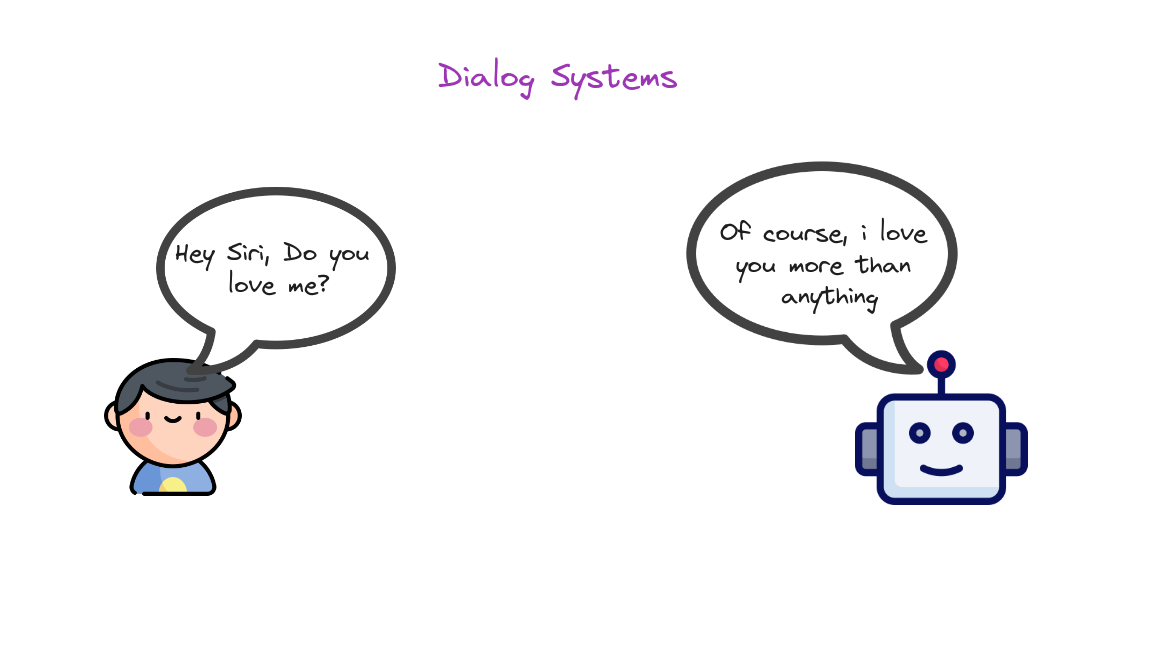 Dialog Systems
Hey Siri, Do you
love me?
Of course, i love
you more than
anything